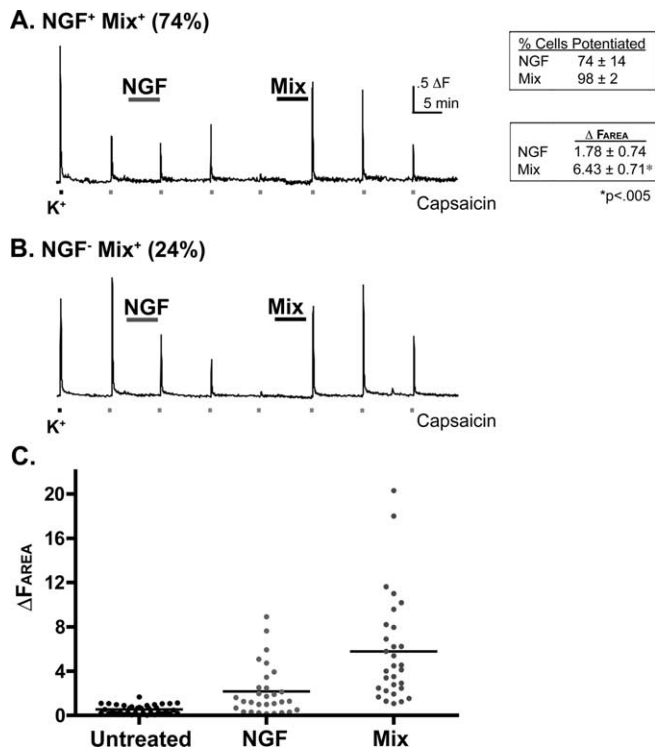 A. NGF⁺ Mix⁺ (74%)
NGF
Mix
.5 ΔF
5 min
K⁺
Capsaicin
% Cells Potentiated
NGF 74 ± 14
Mix 98 ± 2
Δ FAREA
NGF 1.78 ± 0.74
Mix 6.43 ± 0.71*
*p<.005
B. NGF⁻ Mix⁺ (24%)
NGF
Mix
K⁺
Capsaicin
C.
ΔFAREA
20
16
12
8
4
0
Untreated NGF Mix